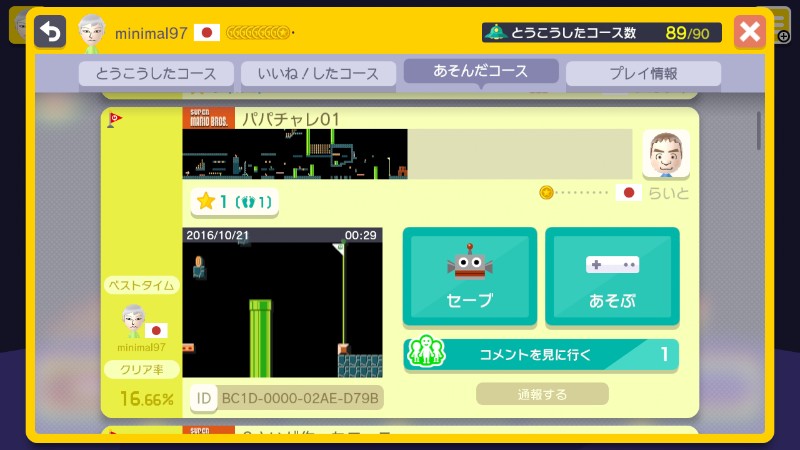 minimal97
とうこうしたコース数 89/90
とうこうしたコース
いいね!したコース
あそんだコース
プレイ情報
SUPER
MARIO BROS.
パパチャレ01
らいと
1 (1)
2016/10/21 00:29
ベストタイム
minimal97
クリア率
16.66%
セーブ
あそぶ
コメントを見に行く 1
ID BC1D-0000-02AE-D79B
通報する
SUPER